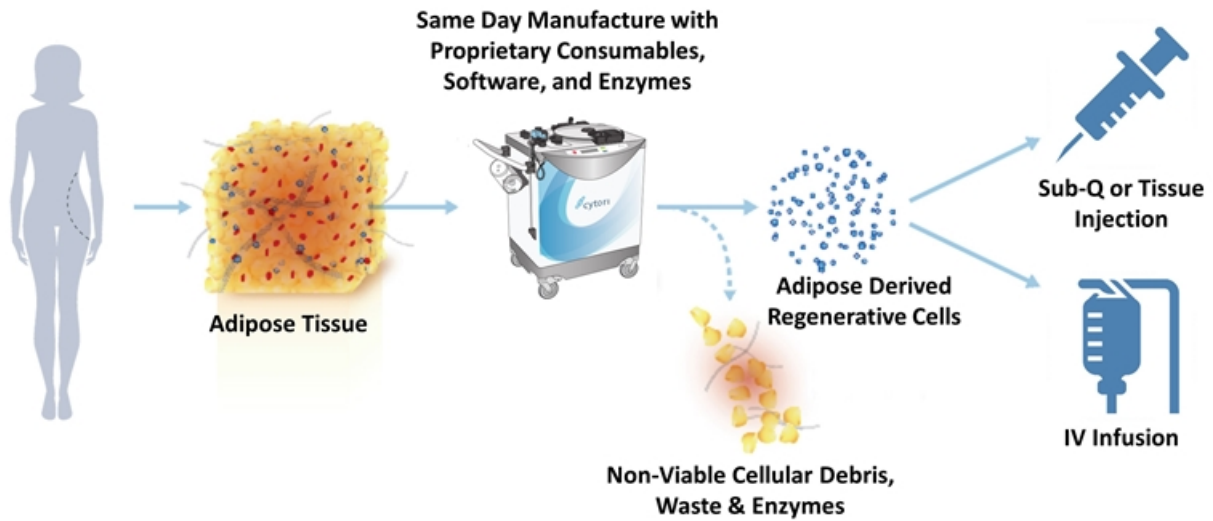 Same Day Manufacture with
Proprietary Consumables,
Software, and Enzymes
cytori
Adipose Tissue
Adipose Derived
Regenerative Cells
Sub-Q or Tissue
Injection
IV Infusion
Non-Viable Cellular Debris,
Waste & Enzymes